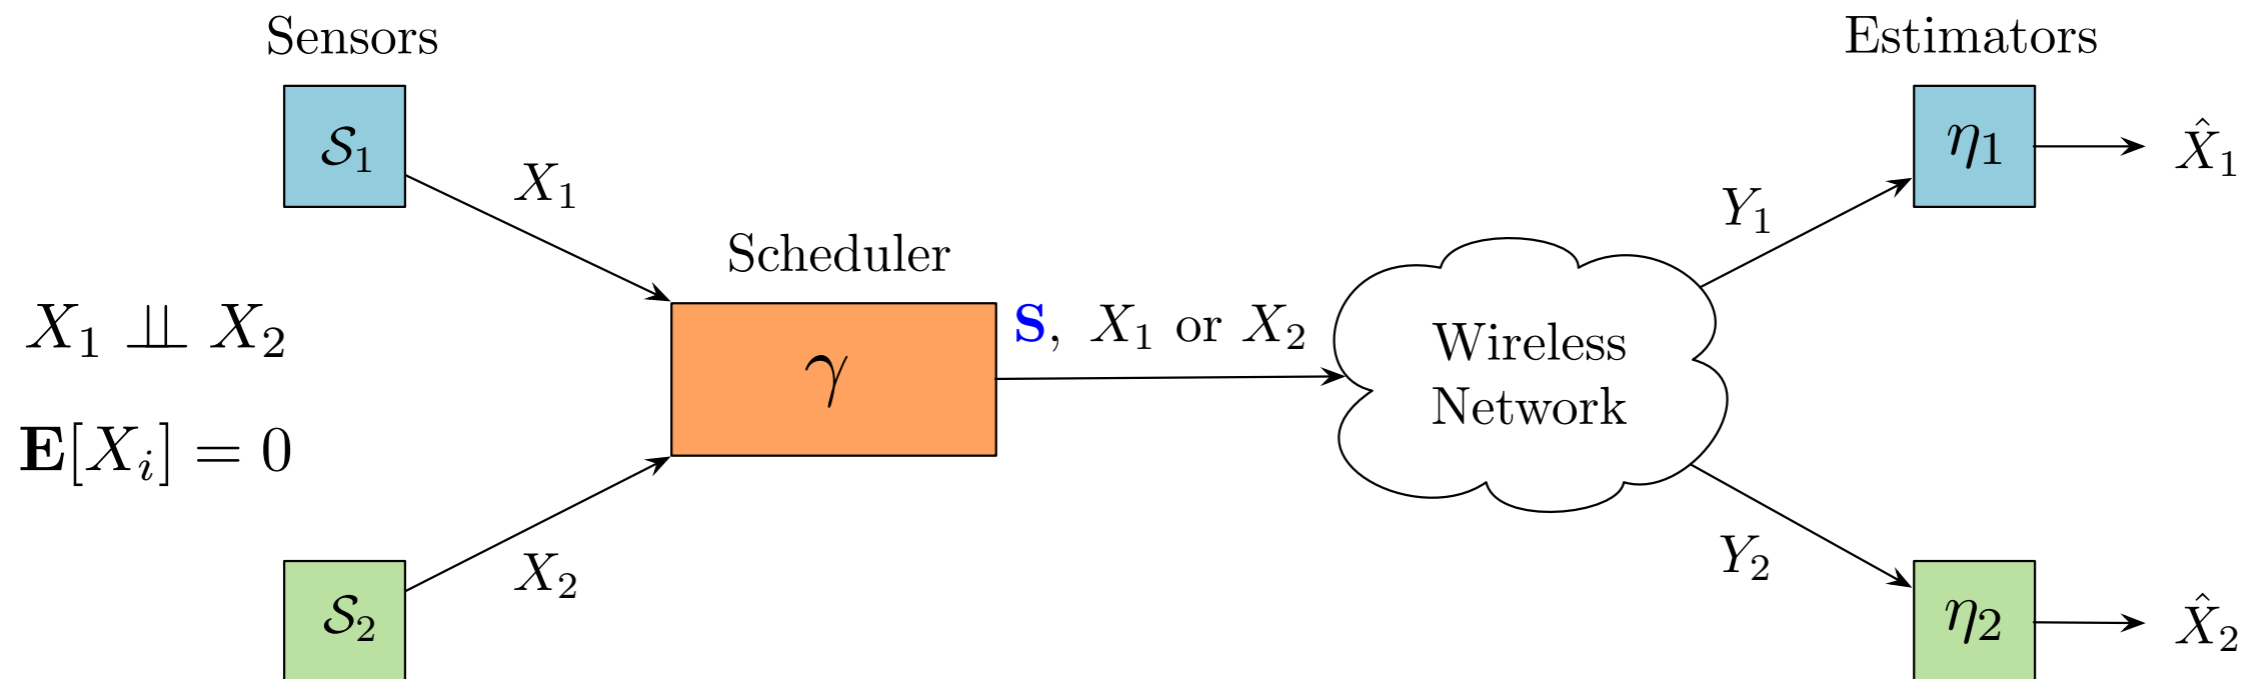 Sensors
Estimators
𝒮₁
η₁
X̂₁
X₁
Y₁
Scheduler
X₁ ⫫ X₂
γ
S, X₁ or X₂
Wireless
Network
E[Xᵢ] = 0
X₂
Y₂
𝒮₂
η₂
X̂₂